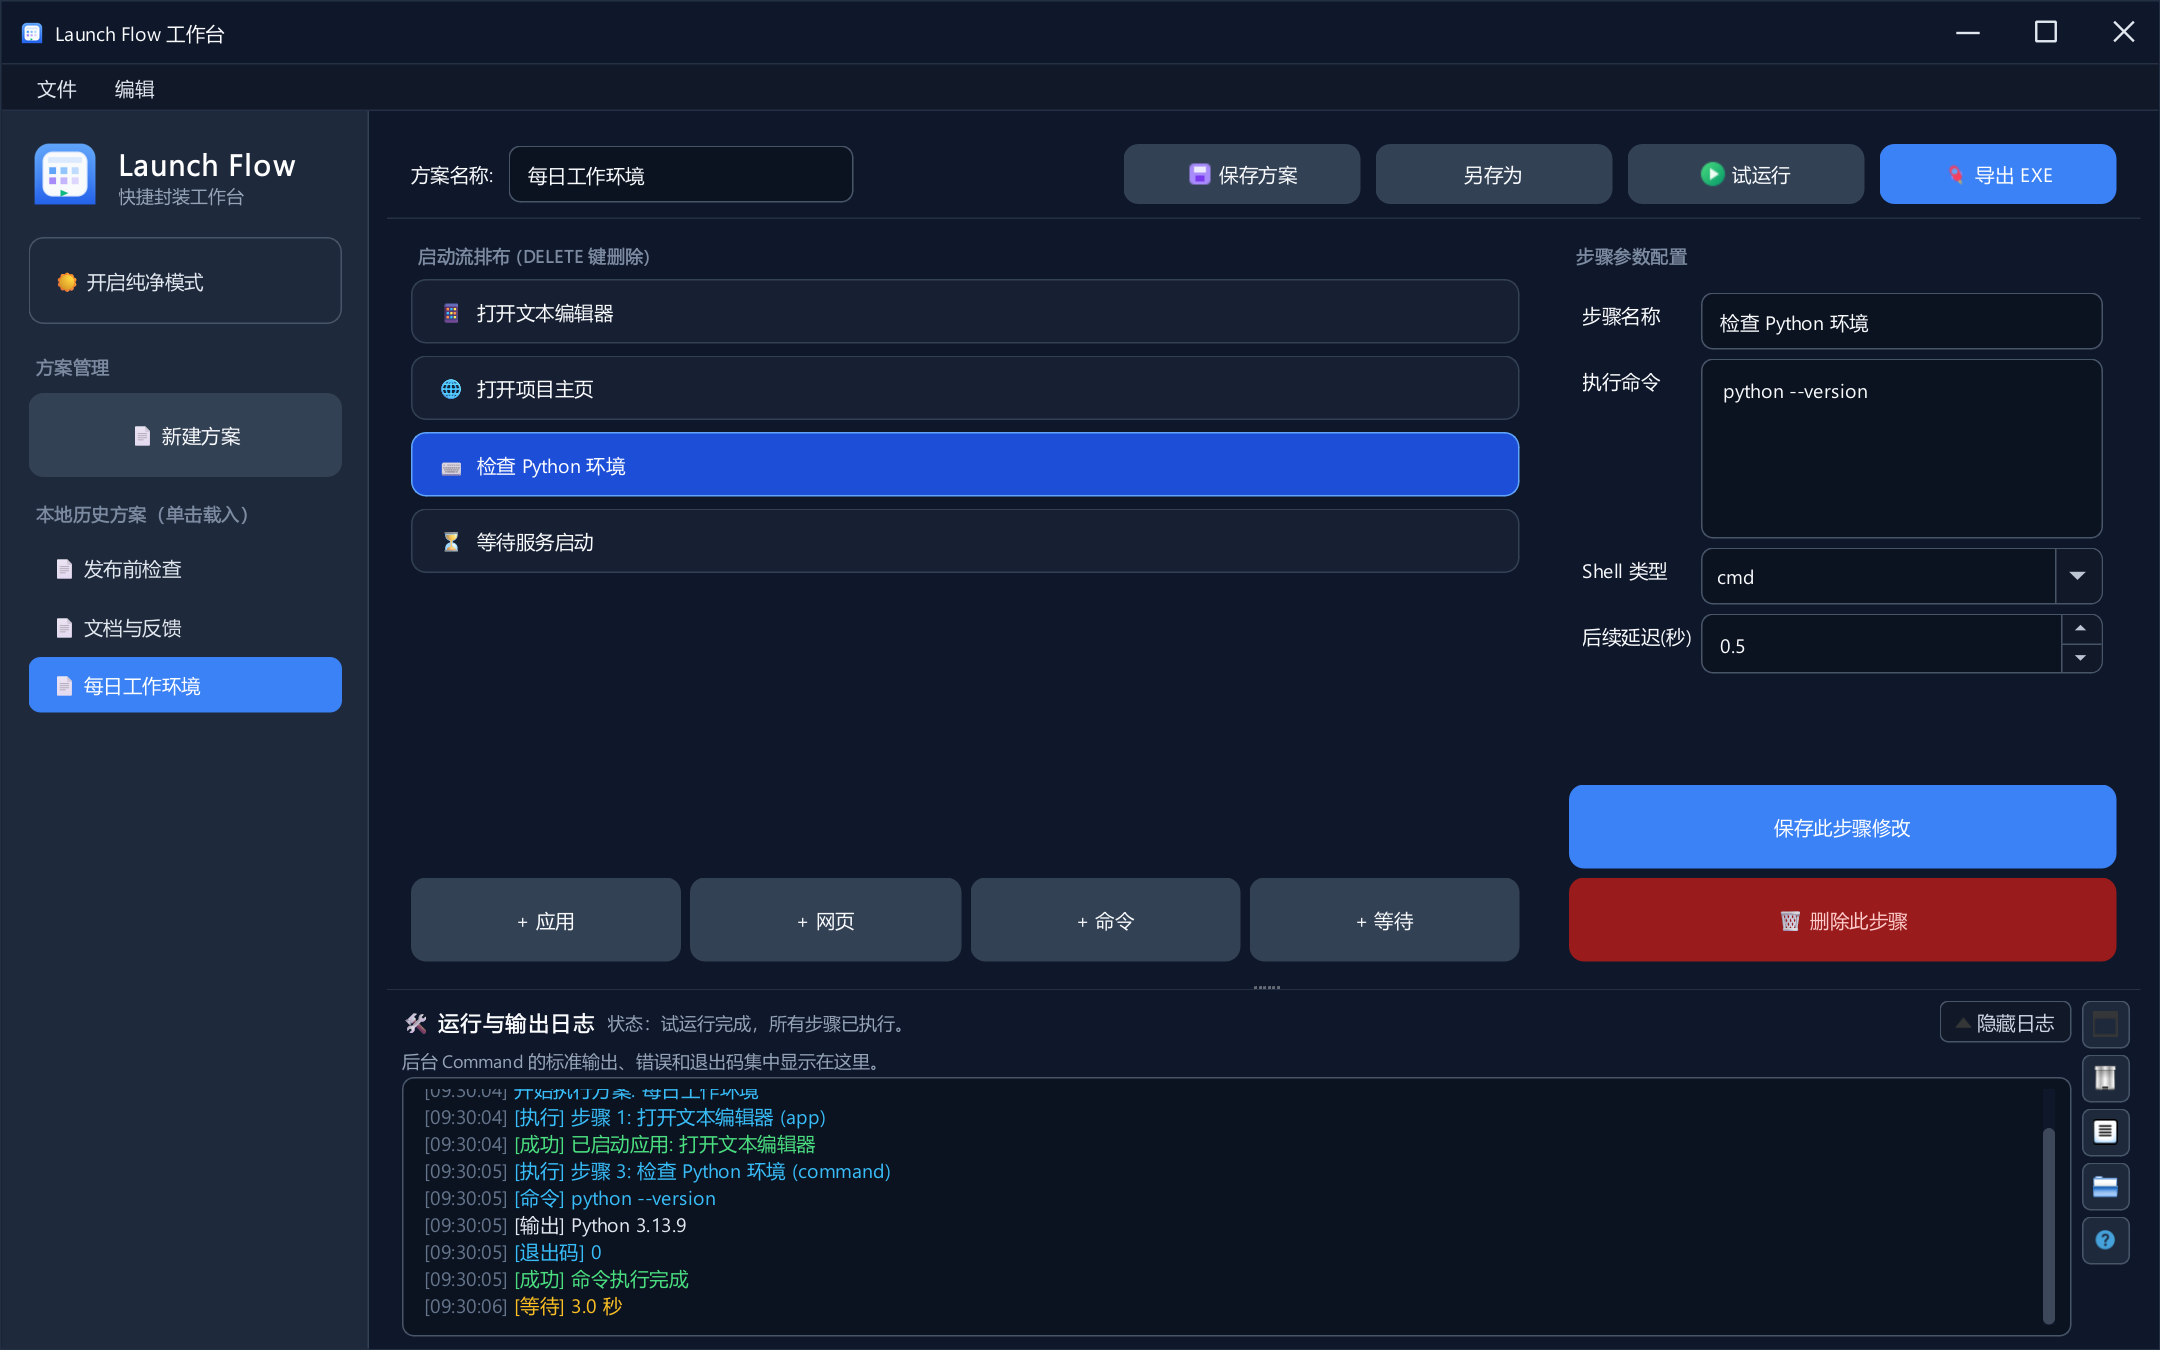 Launch Flow 工作台
文件 编辑
Launch Flow
快捷封装工作台
开启纯净模式
方案管理
新建方案
本地历史方案（单击载入）
发布前检查
文档与反馈
每日工作环境
方案名称: 每日工作环境
保存方案 另存为 试运行 导出 EXE
启动流排布 (DELETE 键删除)
打开文本编辑器
打开项目主页
检查 Python 环境
等待服务启动
+ 应用 + 网页 + 命令 + 等待
步骤参数配置
步骤名称 检查 Python 环境
执行命令 python --version
Shell 类型 cmd
后续延迟(秒) 0.5
保存此步骤修改
删除此步骤
运行与输出日志 状态：试运行完成，所有步骤已执行。
隐藏日志
后台 Command 的标准输出、错误和退出码集中显示在这里。
[09:30:04] 开始执行方案: 每日工作环境
[09:30:04] [执行] 步骤 1: 打开文本编辑器 (app)
[09:30:04] [成功] 已启动应用: 打开文本编辑器
[09:30:05] [执行] 步骤 3: 检查 Python 环境 (command)
[09:30:05] [命令] python --version
[09:30:05] [输出] Python 3.13.9
[09:30:05] [退出码] 0
[09:30:05] [成功] 命令执行完成
[09:30:06] [等待] 3.0 秒